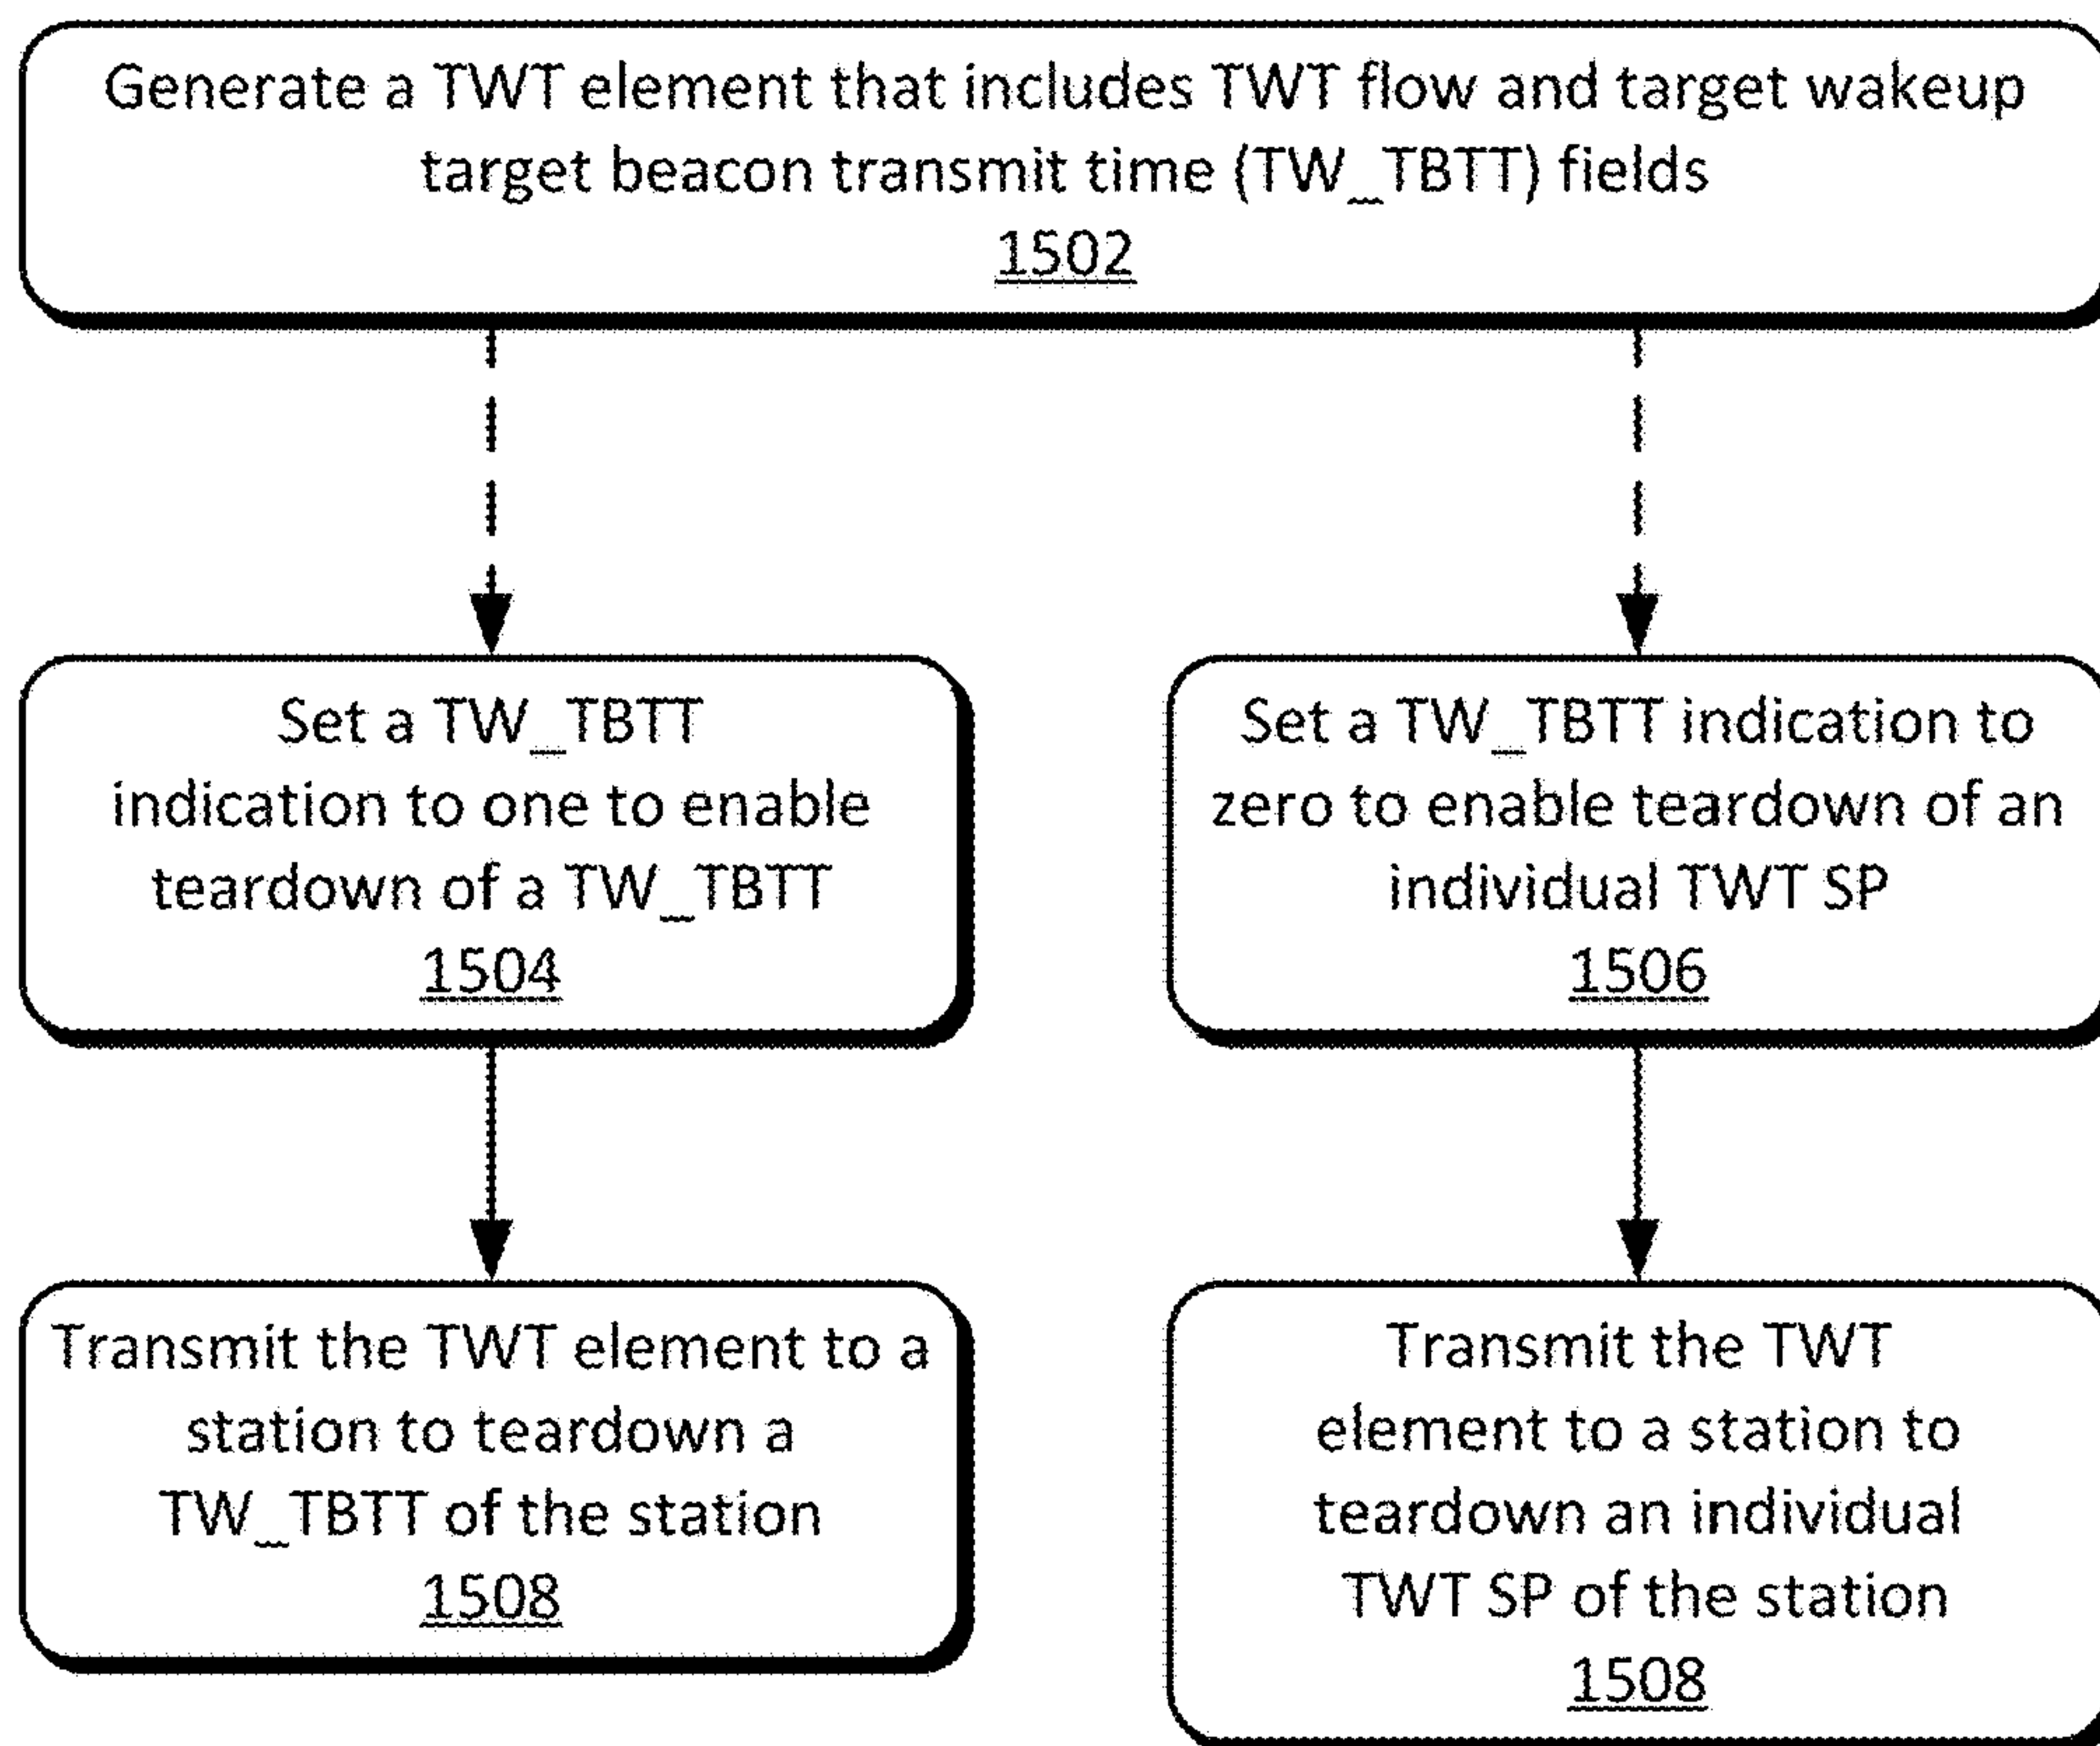 Generate a TWT element that includes TWT flow and target wakeup
target beacon transmit time (TW_TBTT) fields
1502
Set a TW_TBTT
indication to one to enable
teardown of a TW_TBTT
1504
Set a TW_TBTT indication to
zero to enable teardown of an
individual TWT SP
1506
Transmit the TWT element to a
station to teardown a
TW_TBTT of the station
1508
Transmit the TWT
element to a station to
teardown an individual
TWT SP of the station
1508